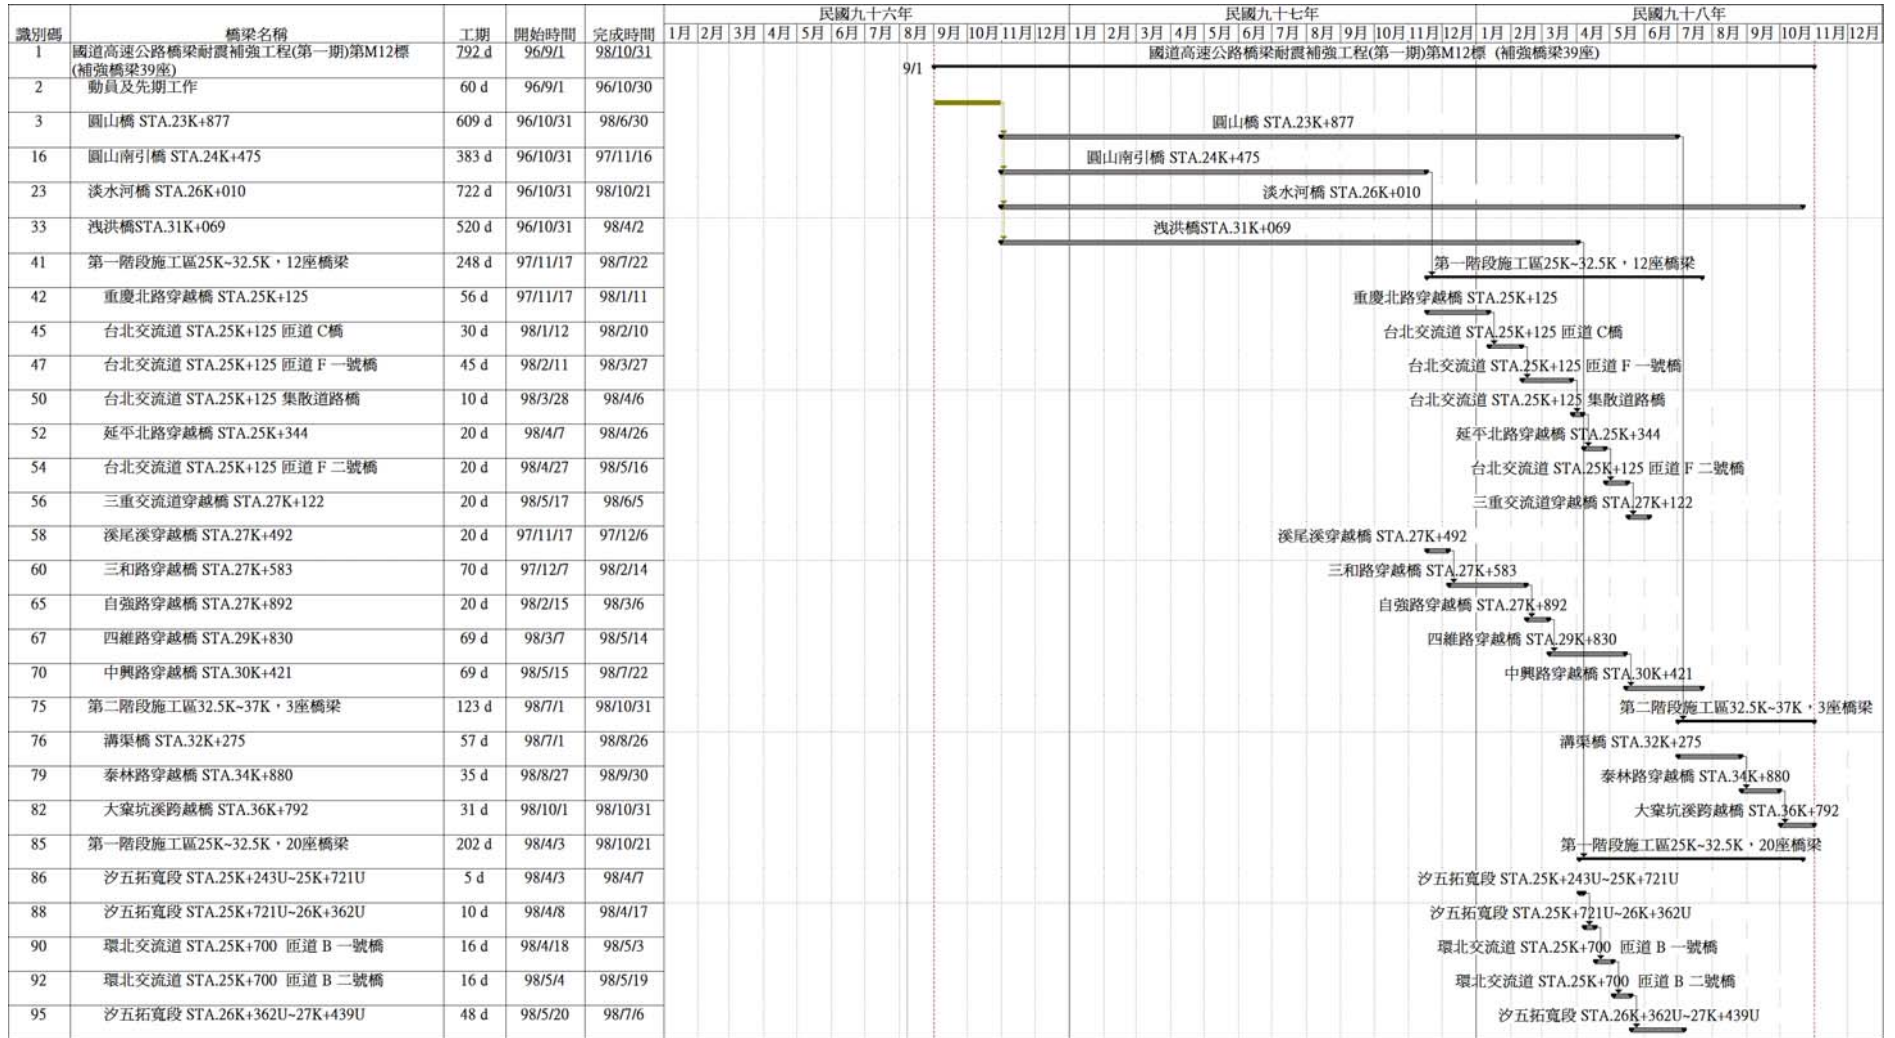 民國九十六年 民國九十七年 民國九十八年
識別碼 橋梁名稱 工期 開始時間 完成時間 1月 2月 3月 4月 5月 6月 7月 8月 9月 10月 11月 12月 1月 2月 3月 4月 5月 6月 7月 8月 9月 10月 11月 12月 1月 2月 3月 4月 5月 6月 7月 8月 9月 10月 11月 12月
1 國道高速公路橋梁耐震補強工程(第一期)第M12標 792 d 96/9/1 98/10/31 國道高速公路橋梁耐震補強工程(第一期)第M12標 (補強橋梁39座)
(補強橋梁39座) 9/1
2 動員及先期工作 60 d 96/9/1 96/10/30
3 圓山橋 STA.23K+877 609 d 96/10/31 98/6/30 圓山橋 STA.23K+877
16 圓山南引橋 STA.24K+475 383 d 96/10/31 97/11/16 圓山南引橋 STA.24K+475
23 淡水河橋 STA.26K+010 722 d 96/10/31 98/10/21 淡水河橋 STA.26K+010
33 洩洪橋STA.31K+069 520 d 96/10/31 98/4/2 洩洪橋STA.31K+069
41 第一階段施工區25K~32.5K，12座橋梁 248 d 97/11/17 98/7/22 第一階段施工區25K~32.5K，12座橋梁
42 重慶北路穿越橋 STA.25K+125 56 d 97/11/17 98/1/11 重慶北路穿越橋 STA.25K+125
45 台北交流道 STA.25K+125 匝道 C橋 30 d 98/1/12 98/2/10 台北交流道 STA.25K+125 匝道 C橋
47 台北交流道 STA.25K+125 匝道 F 一號橋 45 d 98/2/11 98/3/27 台北交流道 STA.25K+125 匝道 F 一號橋
50 台北交流道 STA.25K+125 集散道路橋 10 d 98/3/28 98/4/6 台北交流道 STA.25K+125 集散道路橋
52 延平北路穿越橋 STA.25K+344 20 d 98/4/7 98/4/26 延平北路穿越橋 STA.25K+344
54 台北交流道 STA.25K+125 匝道 F 二號橋 20 d 98/4/27 98/5/16 台北交流道 STA.25K+125 匝道 F 二號橋
56 三重交流道穿越橋 STA.27K+122 20 d 98/5/17 98/6/5 三重交流道穿越橋 STA.27K+122
58 溪尾溪穿越橋 STA.27K+492 20 d 97/11/17 97/12/6 溪尾溪穿越橋 STA.27K+492
60 三和路穿越橋 STA.27K+583 70 d 97/12/7 98/2/14 三和路穿越橋 STA.27K+583
65 自強路穿越橋 STA.27K+892 20 d 98/2/15 98/3/6 自強路穿越橋 STA.27K+892
67 四維路穿越橋 STA.29K+830 69 d 98/3/7 98/5/14 四維路穿越橋 STA.29K+830
70 中興路穿越橋 STA.30K+421 69 d 98/5/15 98/7/22 中興路穿越橋 STA.30K+421
75 第二階段施工區32.5K~37K，3座橋梁 123 d 98/7/1 98/10/31 第二階段施工區32.5K~37K，3座橋梁
76 溝渠橋 STA.32K+275 57 d 98/7/1 98/8/26 溝渠橋 STA.32K+275
79 泰林路穿越橋 STA.34K+880 35 d 98/8/27 98/9/30 泰林路穿越橋 STA.34K+880
82 大窠坑溪跨越橋 STA.36K+792 31 d 98/10/1 98/10/31 大窠坑溪跨越橋 STA.36K+792
85 第一階段施工區25K~32.5K，20座橋梁 202 d 98/4/3 98/10/21 第一階段施工區25K~32.5K，20座橋梁
86 汐五拓寬段 STA.25K+243U~25K+721U 5 d 98/4/3 98/4/7 汐五拓寬段 STA.25K+243U~25K+721U
88 汐五拓寬段 STA.25K+721U~26K+362U 10 d 98/4/8 98/4/17 汐五拓寬段 STA.25K+721U~26K+362U
90 環北交流道 STA.25K+700 匝道 B 一號橋 16 d 98/4/18 98/5/3 環北交流道 STA.25K+700 匝道 B 一號橋
92 環北交流道 STA.25K+700 匝道 B 二號橋 16 d 98/5/4 98/5/19 環北交流道 STA.25K+700 匝道 B 二號橋
95 汐五拓寬段 STA.26K+362U~27K+439U 48 d 98/5/20 98/7/6 汐五拓寬段 STA.26K+362U~27K+439U